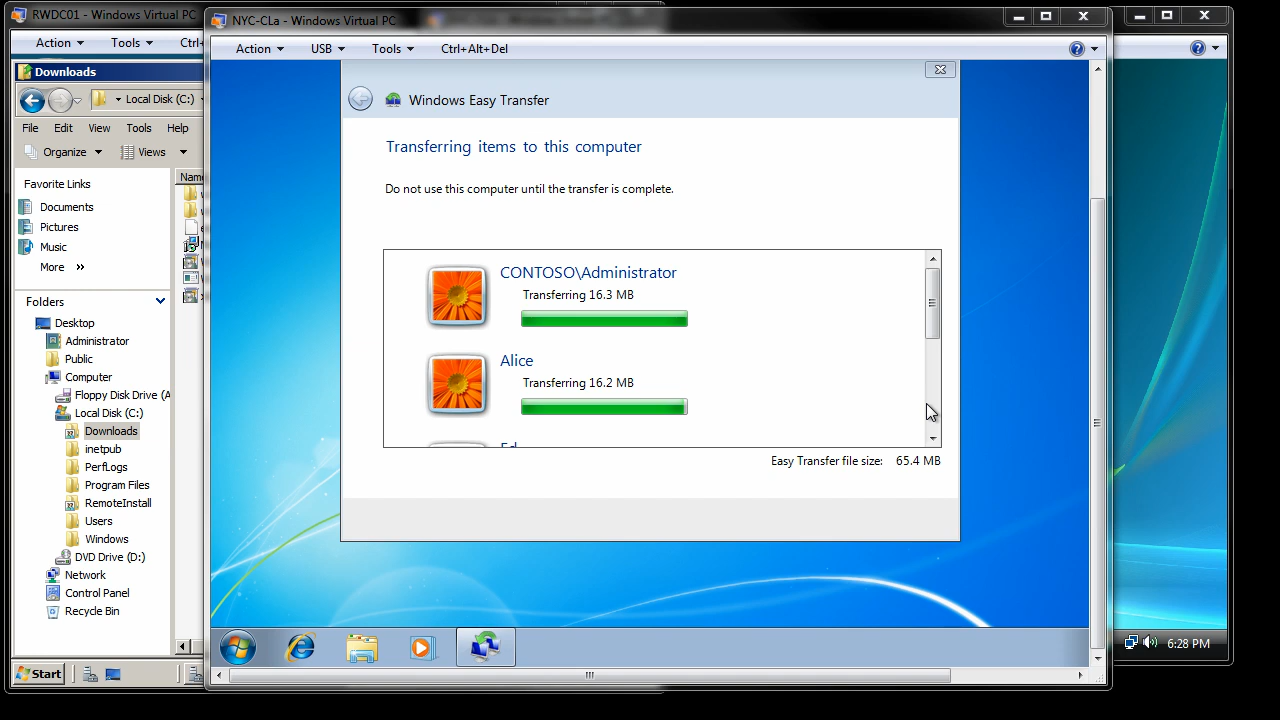 RWDC01 - Windows Virtual PC
Action
Tools
Downloads
Local Disk (C:)
File Edit View Tools Help
Organize Views
Favorite Links
Documents
Pictures
Music
More »
Folders
Desktop
Administrator
Public
Computer
Floppy Disk Drive (A
Local Disk (C:)
Downloads
inetpub
PerfLogs
Program Files
RemoteInstall
Users
Windows
DVD Drive (D:)
Network
Control Panel
Recycle Bin
Start
NYC-CLa - Windows Virtual PC
Action USB Tools Ctrl+Alt+Del
Windows Easy Transfer
Transferring items to this computer
Do not use this computer until the transfer is complete.
CONTOSO\Administrator
Transferring 16.3 MB
Alice
Transferring 16.2 MB
Easy Transfer file size: 65.4 MB
6:28 PM